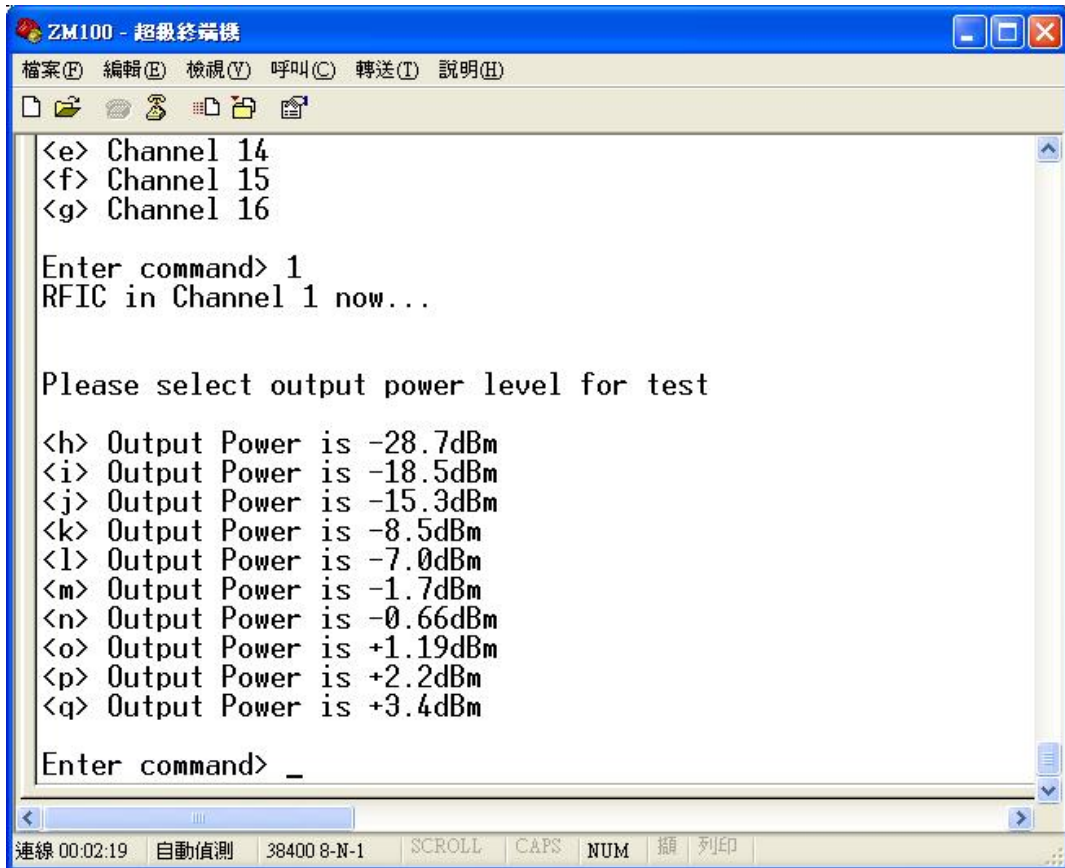 ZM100 - 超級終端機
檔案(F) 編輯(E) 檢視(V) 呼叫(C) 轉送(T) 說明(H)
<e> Channel 14
<f> Channel 15
<g> Channel 16
Enter command> 1
RFIC in Channel 1 now...
Please select output power level for test
<h> Output Power is -28.7dBm
<i> Output Power is -18.5dBm
<j> Output Power is -15.3dBm
<k> Output Power is -8.5dBm
<l> Output Power is -7.0dBm
<m> Output Power is -1.7dBm
<n> Output Power is -0.66dBm
<o> Output Power is +1.19dBm
<p> Output Power is +2.2dBm
<q> Output Power is +3.4dBm
Enter command> _
連線 00:02:19 自動偵測 38400 8-N-1 SCROLL CAPS NUM 擷 列印